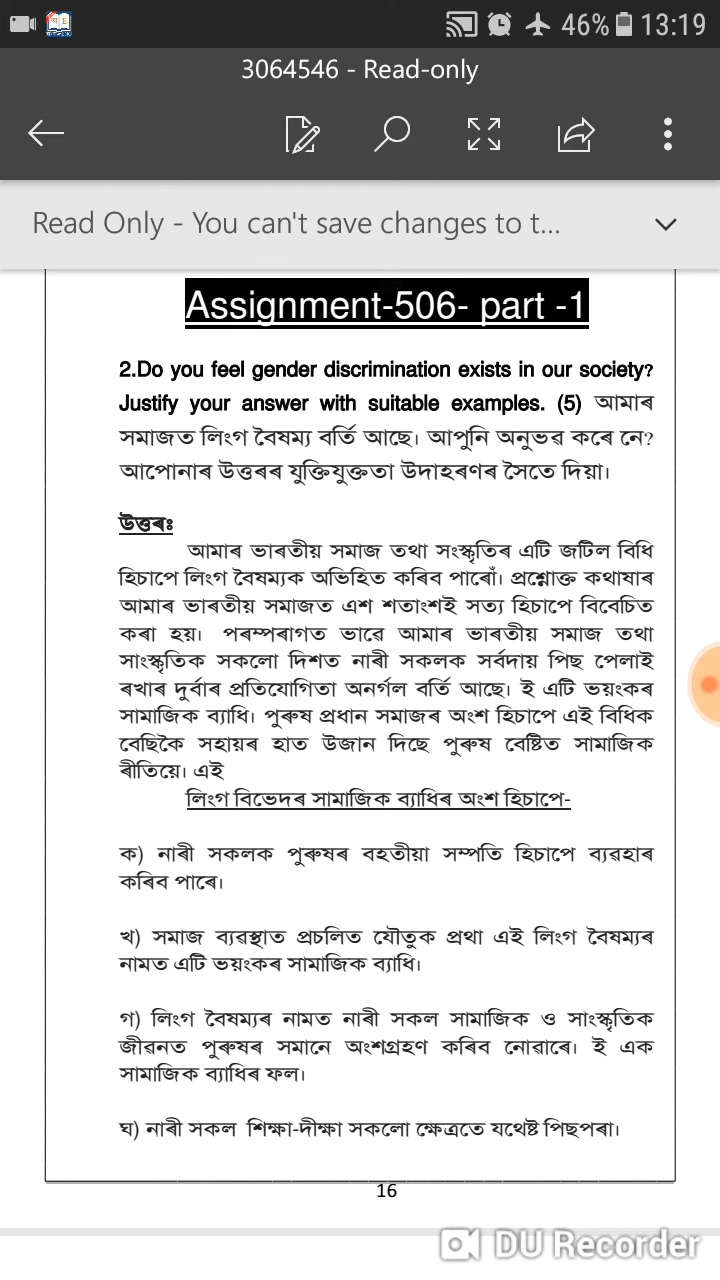 46% 13:19
3064546 - Read-only
Read Only - You can't save changes to t...
Assignment-506- part -1
2.Do you feel gender discrimination exists in our society?
Justify your answer with suitable examples. (5) আমাৰ
সমাজত লিংগ বৈষম্য বৰ্তি আছে। আপুনি অনুভৱ কৰে নে?
আপোনাৰ উত্তৰৰ যুক্তিযুক্ততা উদাহৰণৰ সৈতে দিয়া।
উত্তৰঃ
আমাৰ ভাৰতীয় সমাজ তথা সংস্কৃতিৰ এটি জটিল বিধি
হিচাপে লিংগ বৈষম্যক অভিহিত কৰিব পাৰোঁ। প্ৰশ্নোক্ত কথাষাৰ
আমাৰ ভাৰতীয় সমাজত এশ শতাংশই সত্য হিচাপে বিবেচিত
কৰা হয়। পৰম্পৰাগত ভাৱে আমাৰ ভাৰতীয় সমাজ তথা
সাংস্কৃতিক সকলো দিশত নাৰী সকলক সৰ্বদায় পিছ পেলাই
ৰখাৰ দুৰ্বাৰ প্ৰতিযোগিতা অনৰ্গল বৰ্তি আছে। ই এটি ভয়ংকৰ
সামাজিক ব্যাধি। পুৰুষ প্ৰধান সমাজৰ অংশ হিচাপে এই বিধিক
বেছিকৈ সহায়ৰ হাত উজান দিছে পুৰুষ বেষ্টিত সামাজিক
ৰীতিয়ে। এই
লিংগ বিভেদৰ সামাজিক ব্যাধিৰ অংশ হিচাপে-
ক) নাৰী সকলক পুৰুষৰ বহতীয়া সম্পতি হিচাপে ব্যৱহাৰ
কৰিব পাৰে।
খ) সমাজ ব্যৱস্থাত প্ৰচলিত যৌতুক প্ৰথা এই লিংগ বৈষম্যৰ
নামত এটি ভয়ংকৰ সামাজিক ব্যাধি।
গ) লিংগ বৈষম্যৰ নামত নাৰী সকল সামাজিক ও সাংস্কৃতিক
জীৱনত পুৰুষৰ সমানে অংশগ্ৰহণ কৰিব নোৱাৰে। ই এক
সামাজিক ব্যাধিৰ ফল।
ঘ) নাৰী সকল শিক্ষা-দীক্ষা সকলো ক্ষেত্ৰতে যথেষ্ট পিছপৰা।
16
DU Recorder